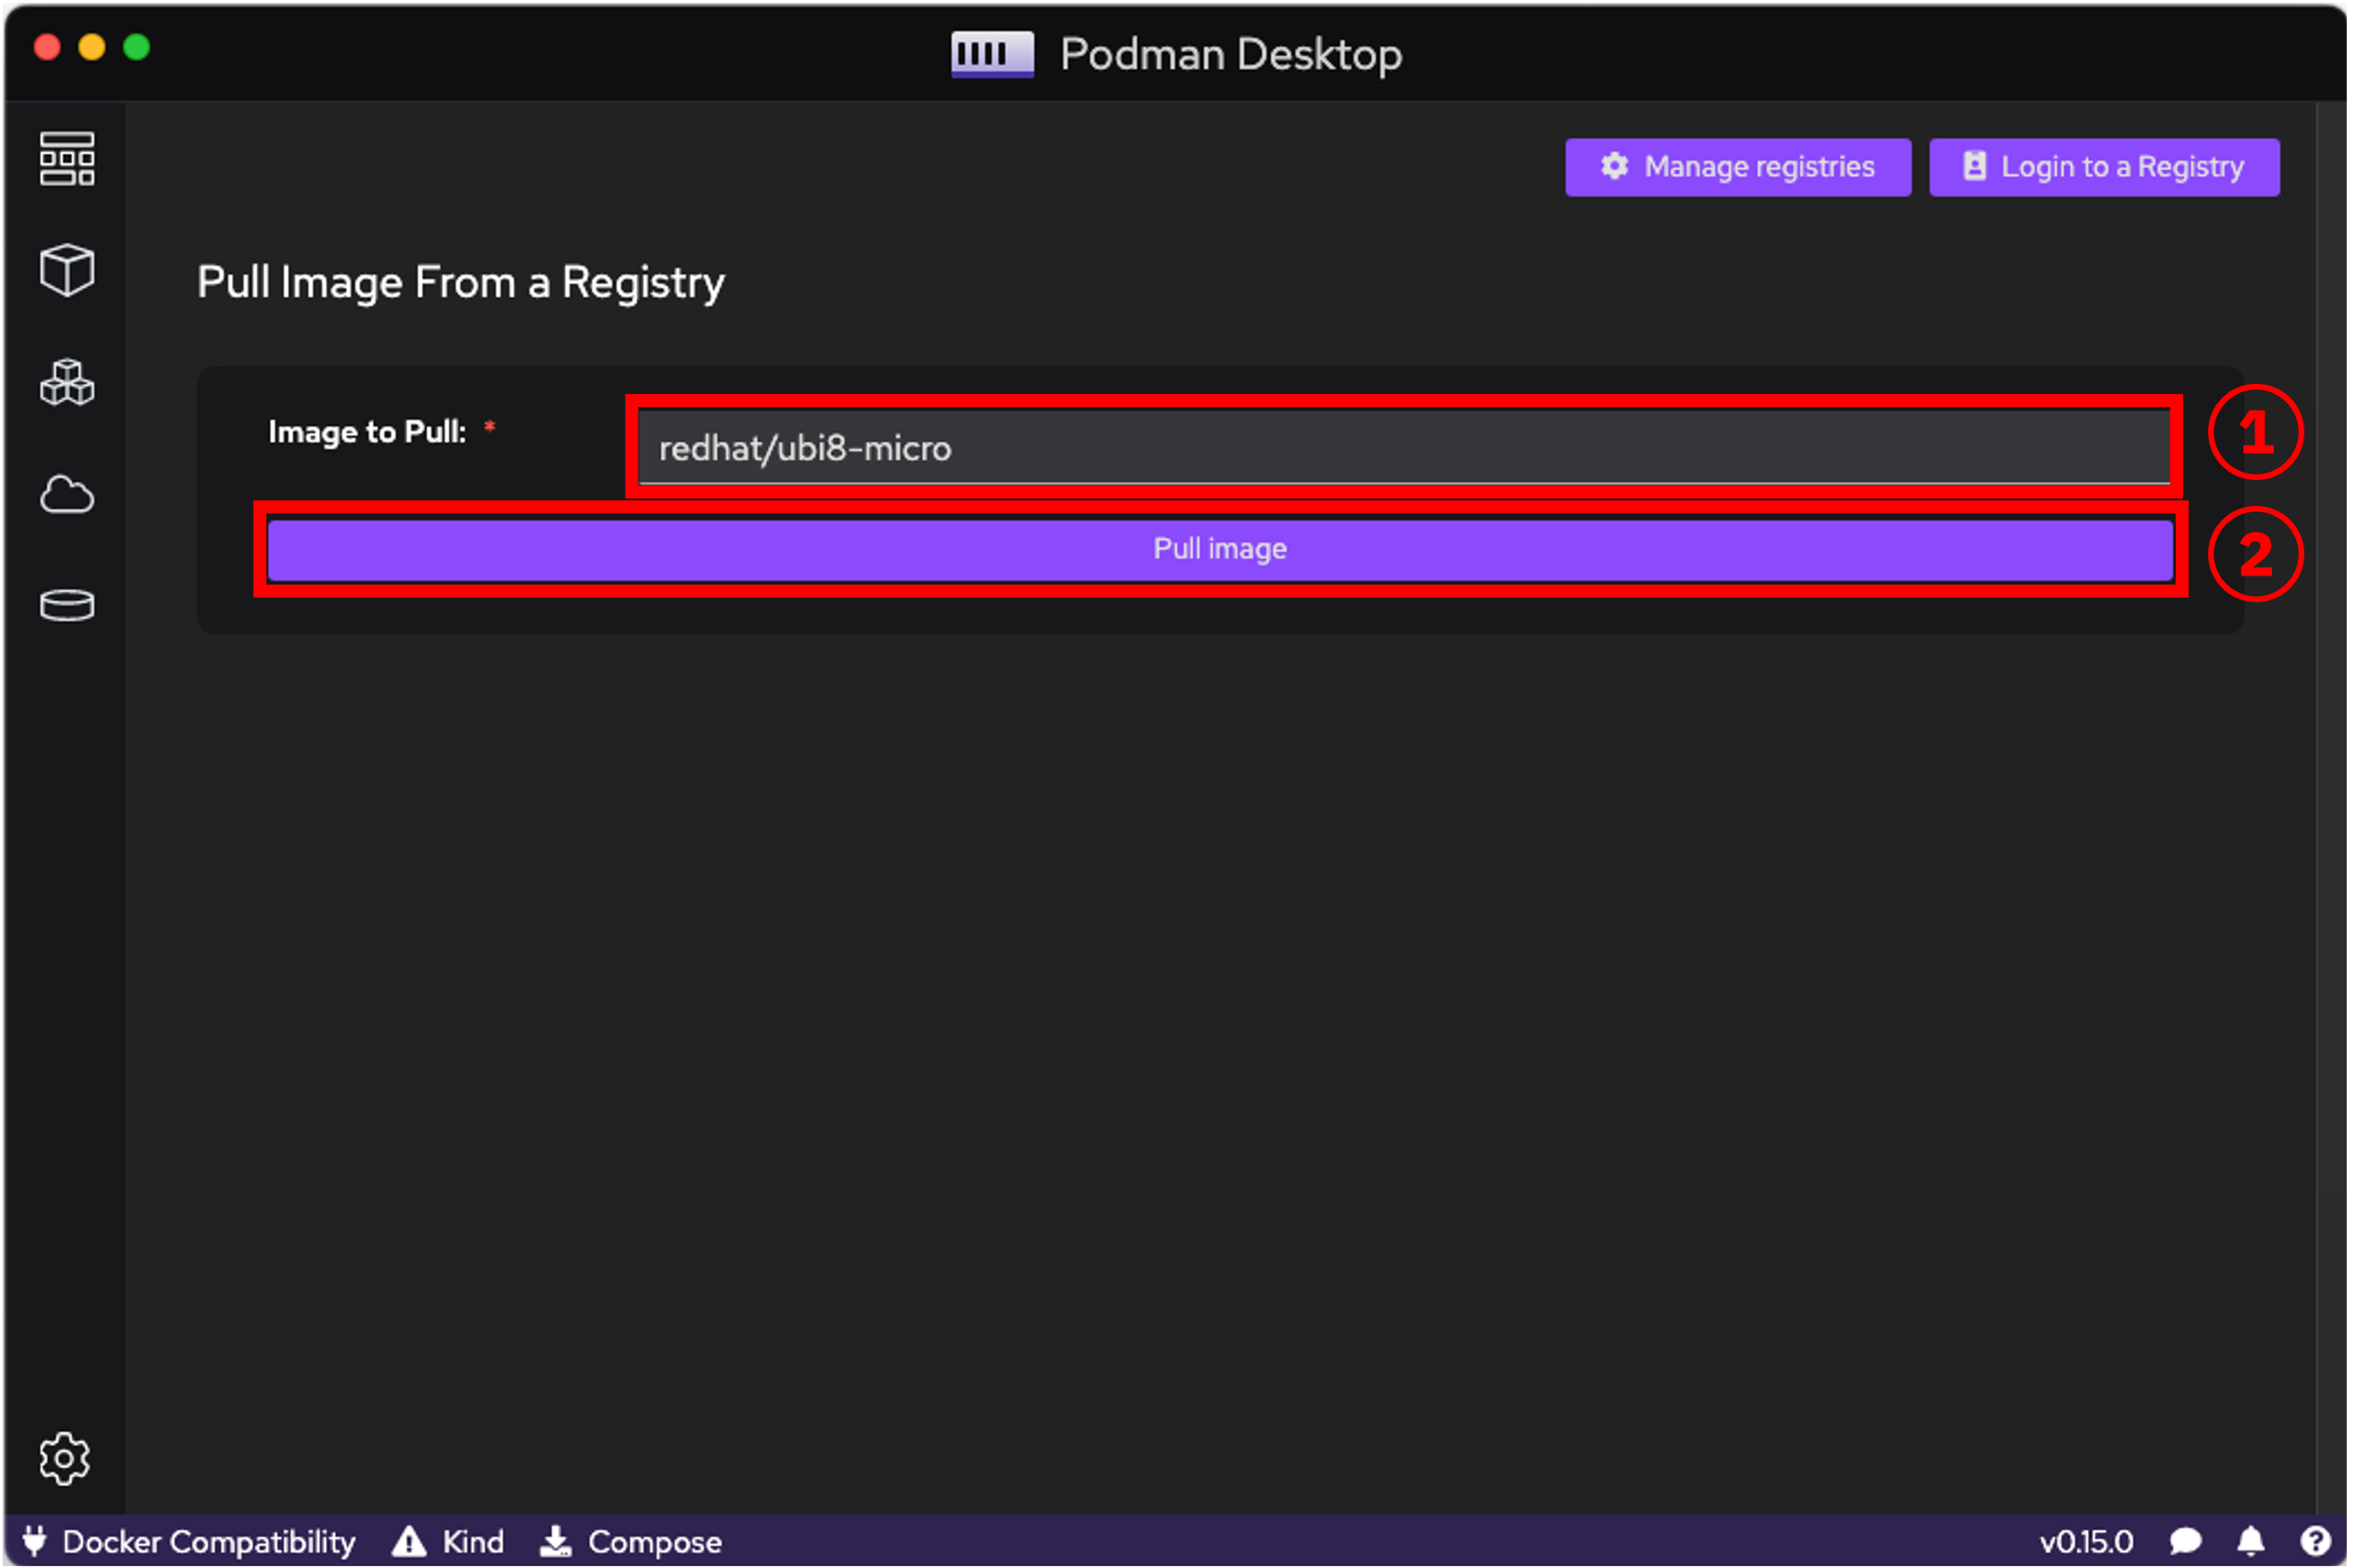 Podman Desktop
Manage registries
Login to a Registry
Pull Image From a Registry
Image to Pull: *
redhat/ubi8-micro
1
Pull image
2
Docker Compatibility
Kind
Compose
v0.15.0